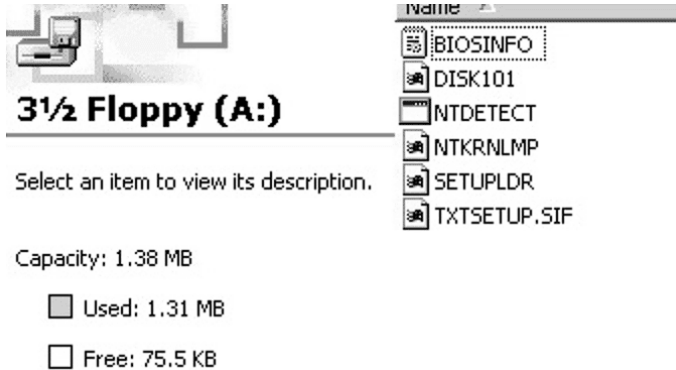 3½ Floppy (A:)
Select an item to view its description.
Capacity: 1.38 MB
Used: 1.31 MB
Free: 75.5 KB
Name
BIOSINFO
DISK101
NTDETECT
NTKRNLMP
SETUPLDR
TXTSETUP.SIF